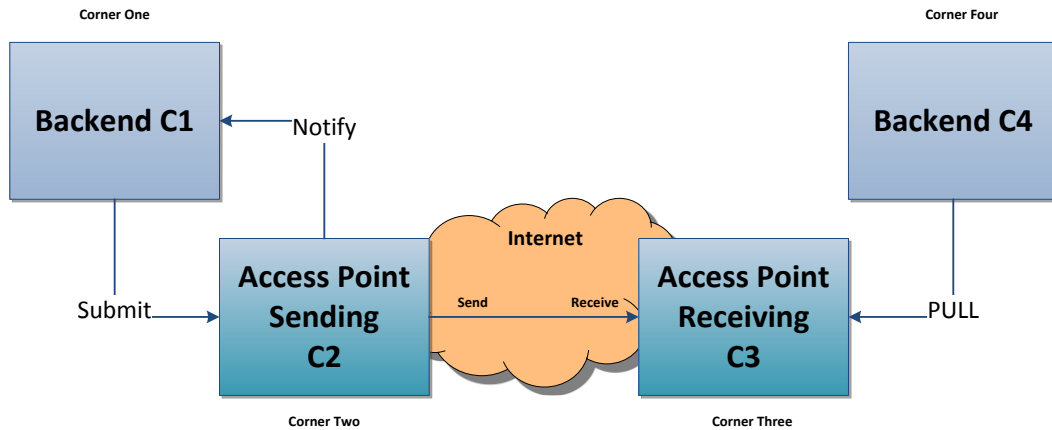 Corner One
Corner Four
Backend C1
Backend C4
Notify
Internet
Access Point
Sending
C2
Send
Receive
Access Point
Receiving
C3
Submit
PULL
Corner Two
Corner Three